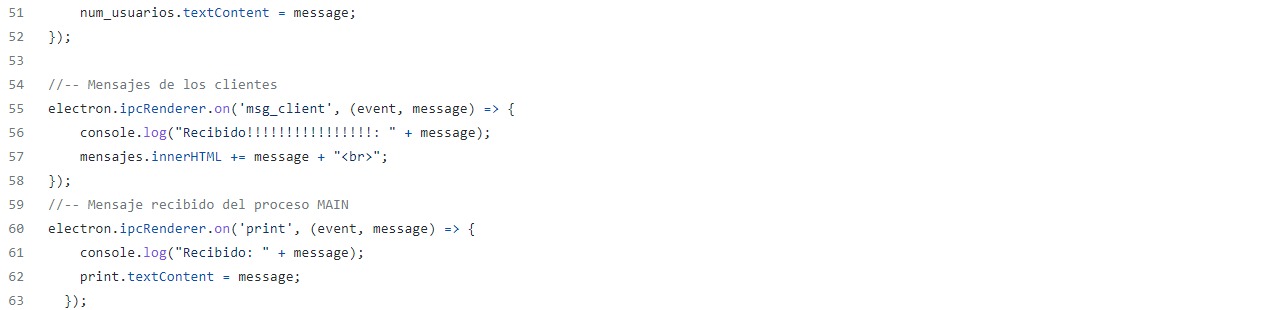 51 num_usuarios.textContent = message;
52 });
53
54 //-- Mensajes de los clientes
55 electron.ipcRenderer.on('msg_client', (event, message) => {
56 console.log("Recibido!!!!!!!!!!!!!!!!: " + message);
57 mensajes.innerHTML += message + "<br>";
58 });
59 //-- Mensaje recibido del proceso MAIN
60 electron.ipcRenderer.on('print', (event, message) => {
61 console.log("Recibido: " + message);
62 print.textContent = message;
63 });